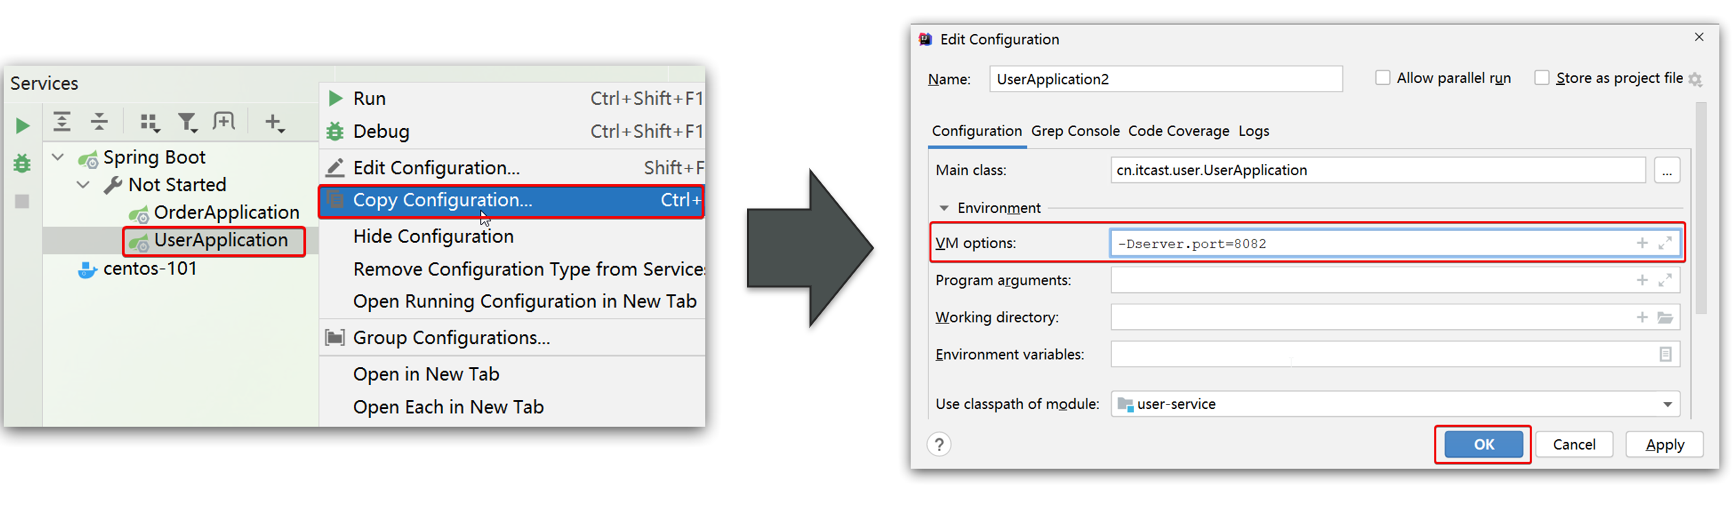 Services
Spring Boot
Not Started
OrderApplication
UserApplication
centos-101
Run Ctrl+Shift+F1
Debug Ctrl+Shift+F1
Edit Configuration... Shift+F
Copy Configuration... Ctrl+
Hide Configuration
Remove Configuration Type from Services
Open Running Configuration in New Tab
Group Configurations...
Open in New Tab
Open Each in New Tab
Edit Configuration
Name: UserApplication2 Allow parallel run Store as project file
Configuration Grep Console Code Coverage Logs
Main class: cn.itcast.user.UserApplication ...
Environment
VM options: -Dserver.port=8082
Program arguments:
Working directory:
Environment variables:
Use classpath of module: user-service
? OK Cancel Apply